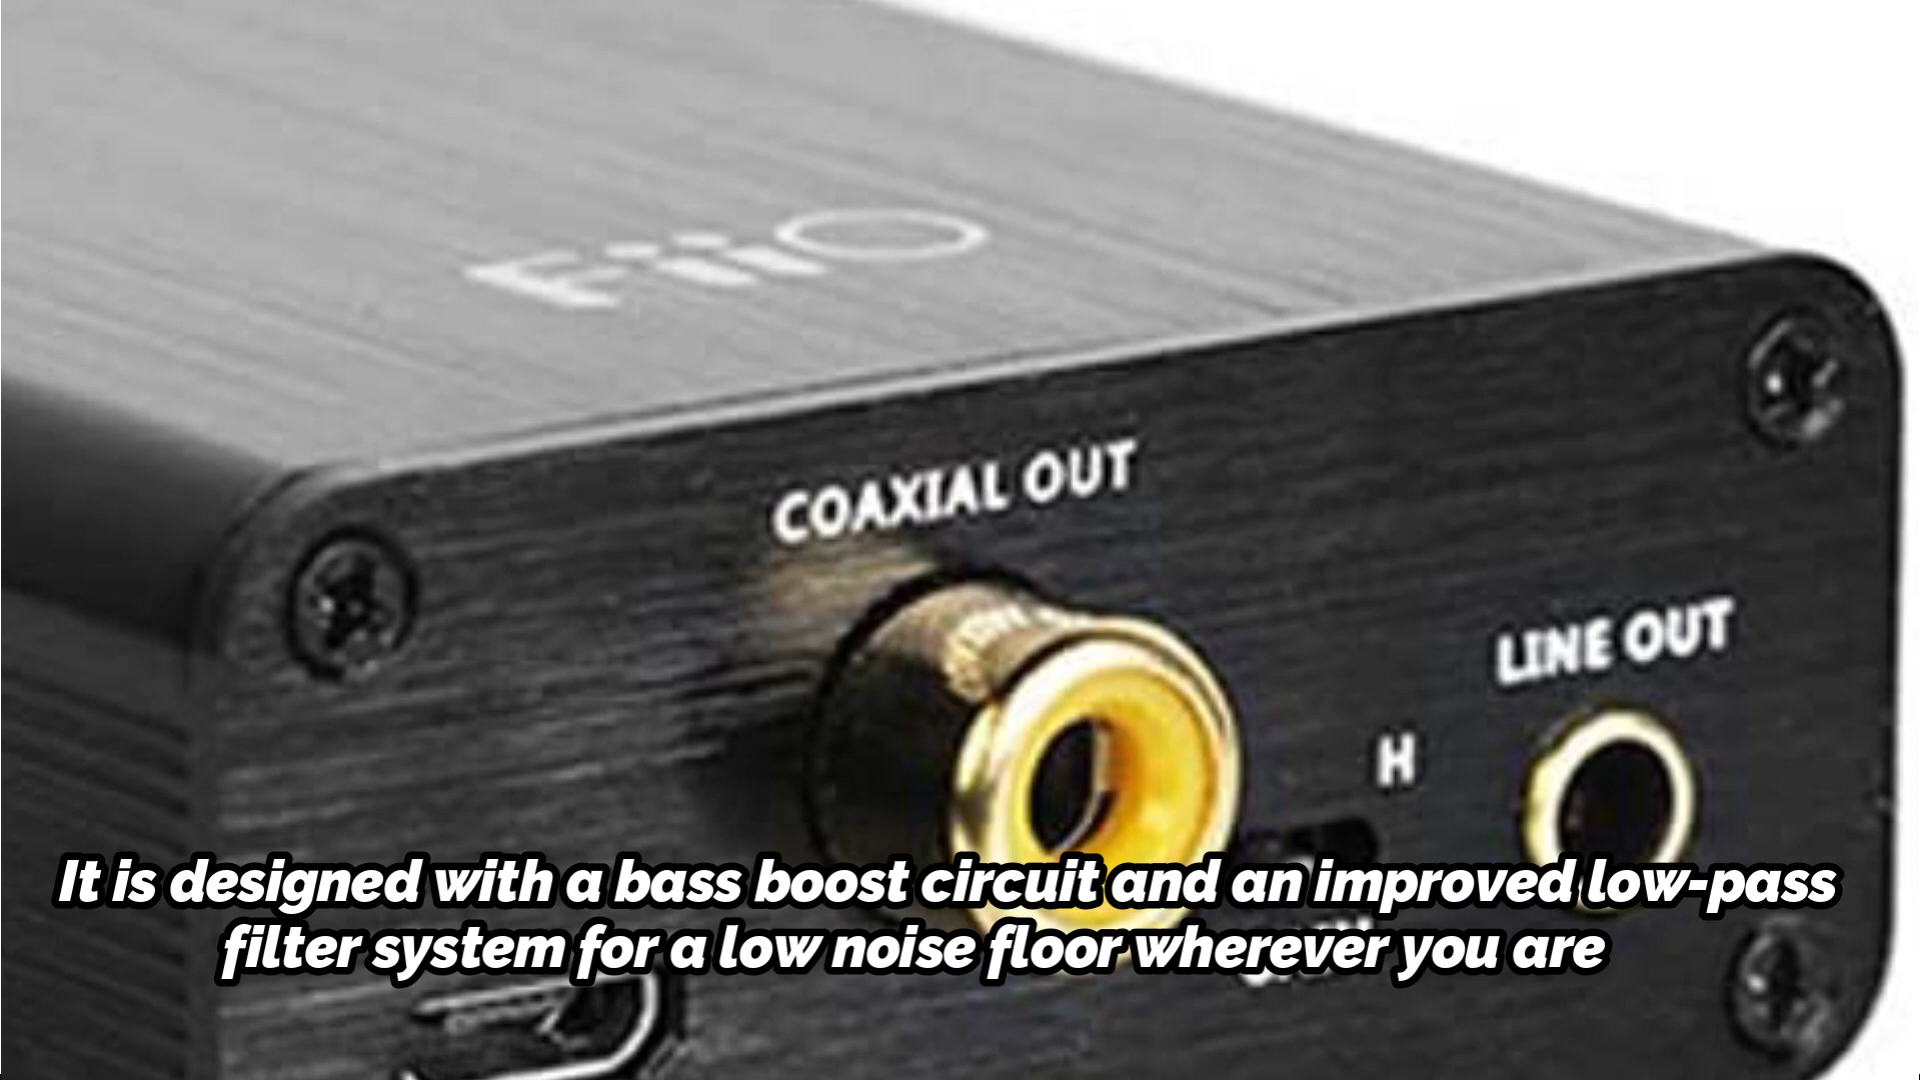 FiiO
COAXIAL OUT
LINE OUT
H
It is designed with a bass boost circuit and an improved low-pass
filter system for a low noise floor wherever you are